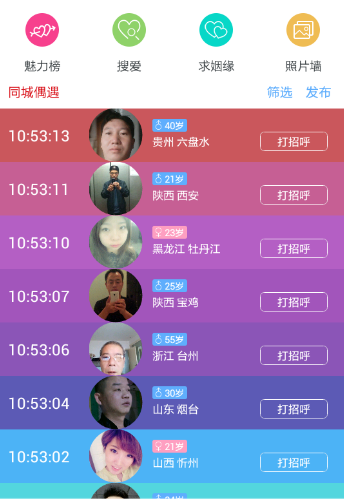 魅力榜 搜爱 求姻缘 照片墙
同城偶遇 筛选 发布
10:53:13 40岁 贵州 六盘水 打招呼
10:53:11 21岁 陕西 西安 打招呼
10:53:10 23岁 黑龙江 牡丹江 打招呼
10:53:07 25岁 陕西 宝鸡 打招呼
10:53:06 55岁 浙江 台州 打招呼
10:53:04 30岁 山东 烟台 打招呼
10:53:02 21岁 山西 忻州 打招呼